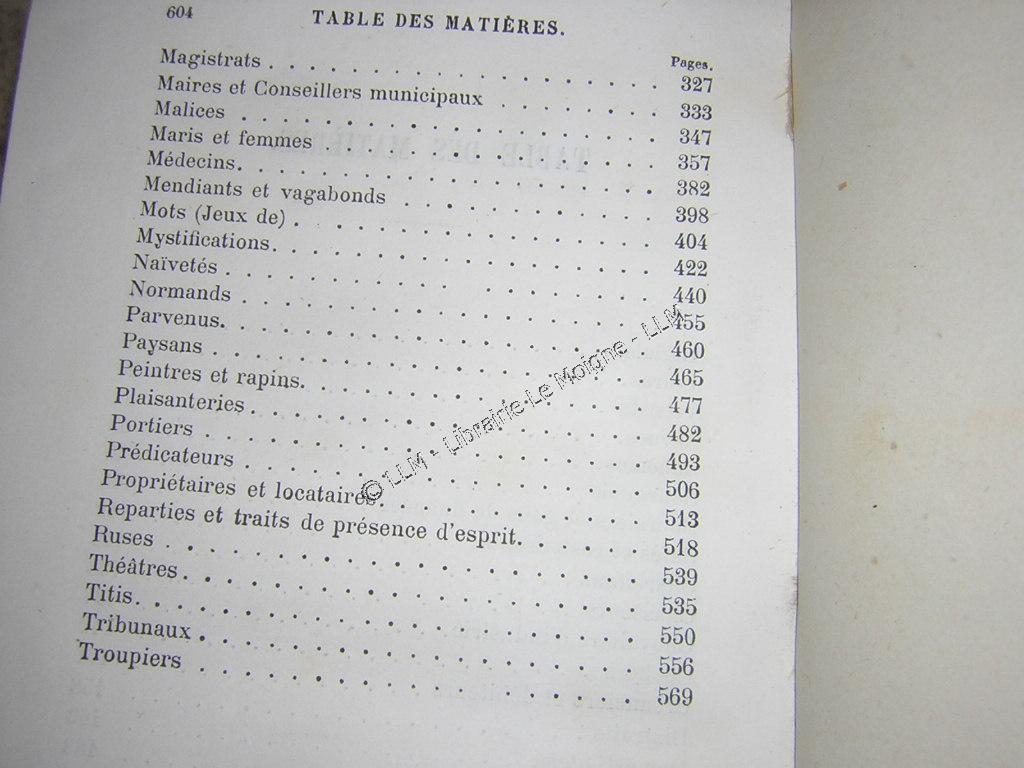 604 TABLE DES MATIÈRES.
Pages.
Magistrats . . . . . . . . . . . . . . . . . 327
Maires et Conseillers municipaux . . . . . . . 333
Malices . . . . . . . . . . . . . . . . . . 347
Maris et femmes . . . . . . . . . . . . . . 357
Médecins. . . . . . . . . . . . . . . . . . 382
Mendiants et vagabonds . . . . . . . . . . . 398
Mots (Jeux de) . . . . . . . . . . . . . . . 404
Mystifications. . . . . . . . . . . . . . . . 422
Naïvetés . . . . . . . . . . . . . . . . . . 440
Normands . . . . . . . . . . . . . . . . . 455
Parvenus. . . . . . . . . . . . . . . . . . 460
Paysans . . . . . . . . . . . . . . . . . . 465
Peintres et rapins. . . . . . . . . . . . . . 477
Plaisanteries . . . . . . . . . . . . . . . . 482
Portiers . . . . . . . . . . . . . . . . . . 493
Prédicateurs . . . . . . . . . . . . . . . . 506
Propriétaires et locataires. . . . . . . . . . . 513
Reparties et traits de présence d'esprit. . . . . . 518
Ruses . . . . . . . . . . . . . . . . . . . 539
Théâtres . . . . . . . . . . . . . . . . . . 535
Titis. . . . . . . . . . . . . . . . . . . . 550
Tribunaux . . . . . . . . . . . . . . . . . 556
Troupiers . . . . . . . . . . . . . . . . . 569
© LLM - Librairie Le Moigne - LLM